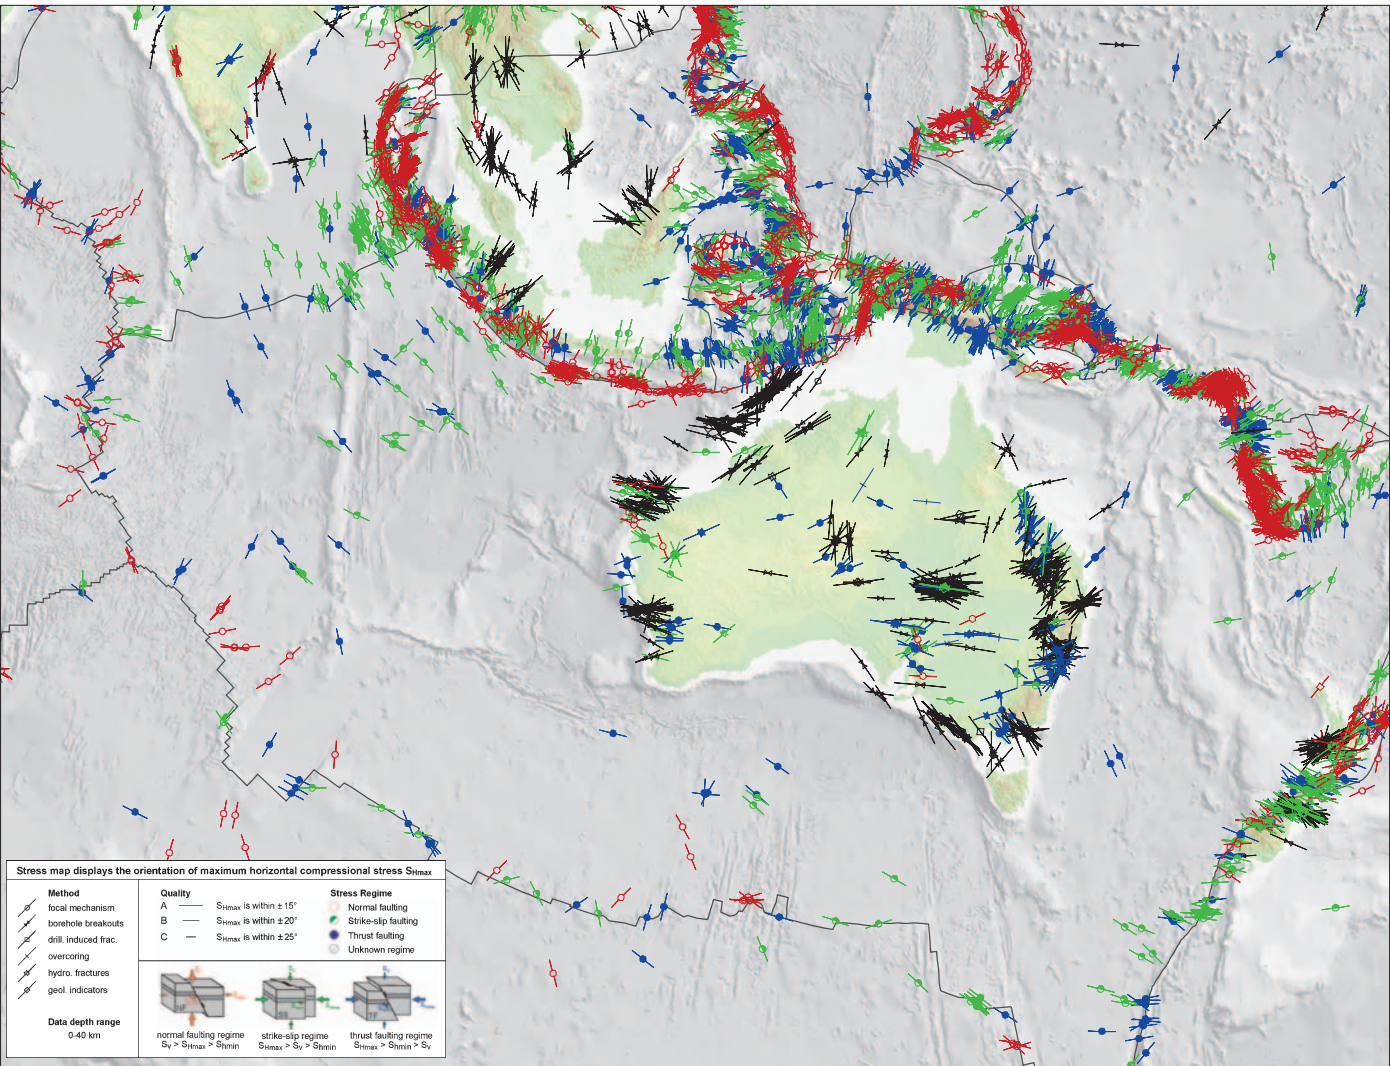 Stress map displays the orientation of maximum horizontal compressional stress SHmax
Method
focal mechanism
borehole breakouts
drill. induced frac.
overcoring
hydro. fractures
geol. indicators
Data depth range
0-40 km
Quality
A SHmax is within ± 15°
B SHmax is within ± 20°
C SHmax is within ± 25°
Stress Regime
Normal faulting
Strike-slip faulting
Thrust faulting
Unknown regime
NF
SS
TF
normal faulting regime
SV > SHmax > Shmin
strike-slip regime
SHmax > SV > Shmin
thrust faulting regime
SHmax > Shmin > SV